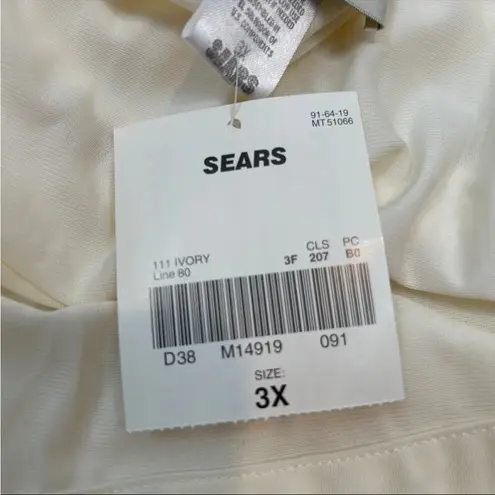 SEARS
3X
91-64-19
MT51066
SEARS
111 IVORY
Line 80
CLS PC
3F 207 B0
D38 M14919 091
SIZE:
3X